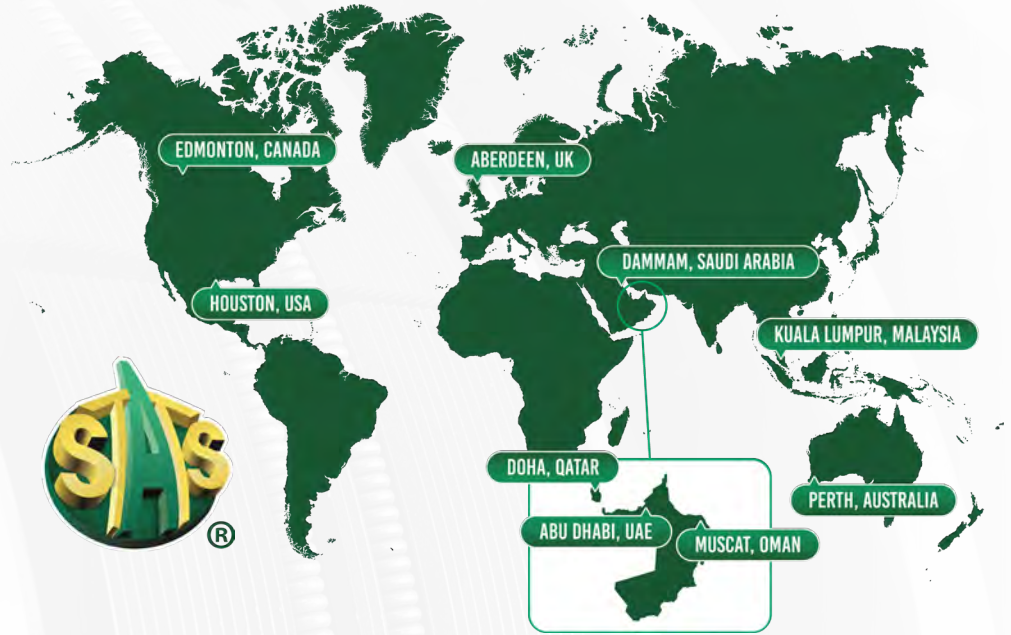 EDMONTON, CANADA
ABERDEEN, UK
DAMMAM, SAUDI ARABIA
HOUSTON, USA
KUALA LUMPUR, MALAYSIA
STATS
®
DOHA, QATAR
PERTH, AUSTRALIA
ABU DHABI, UAE
MUSCAT, OMAN